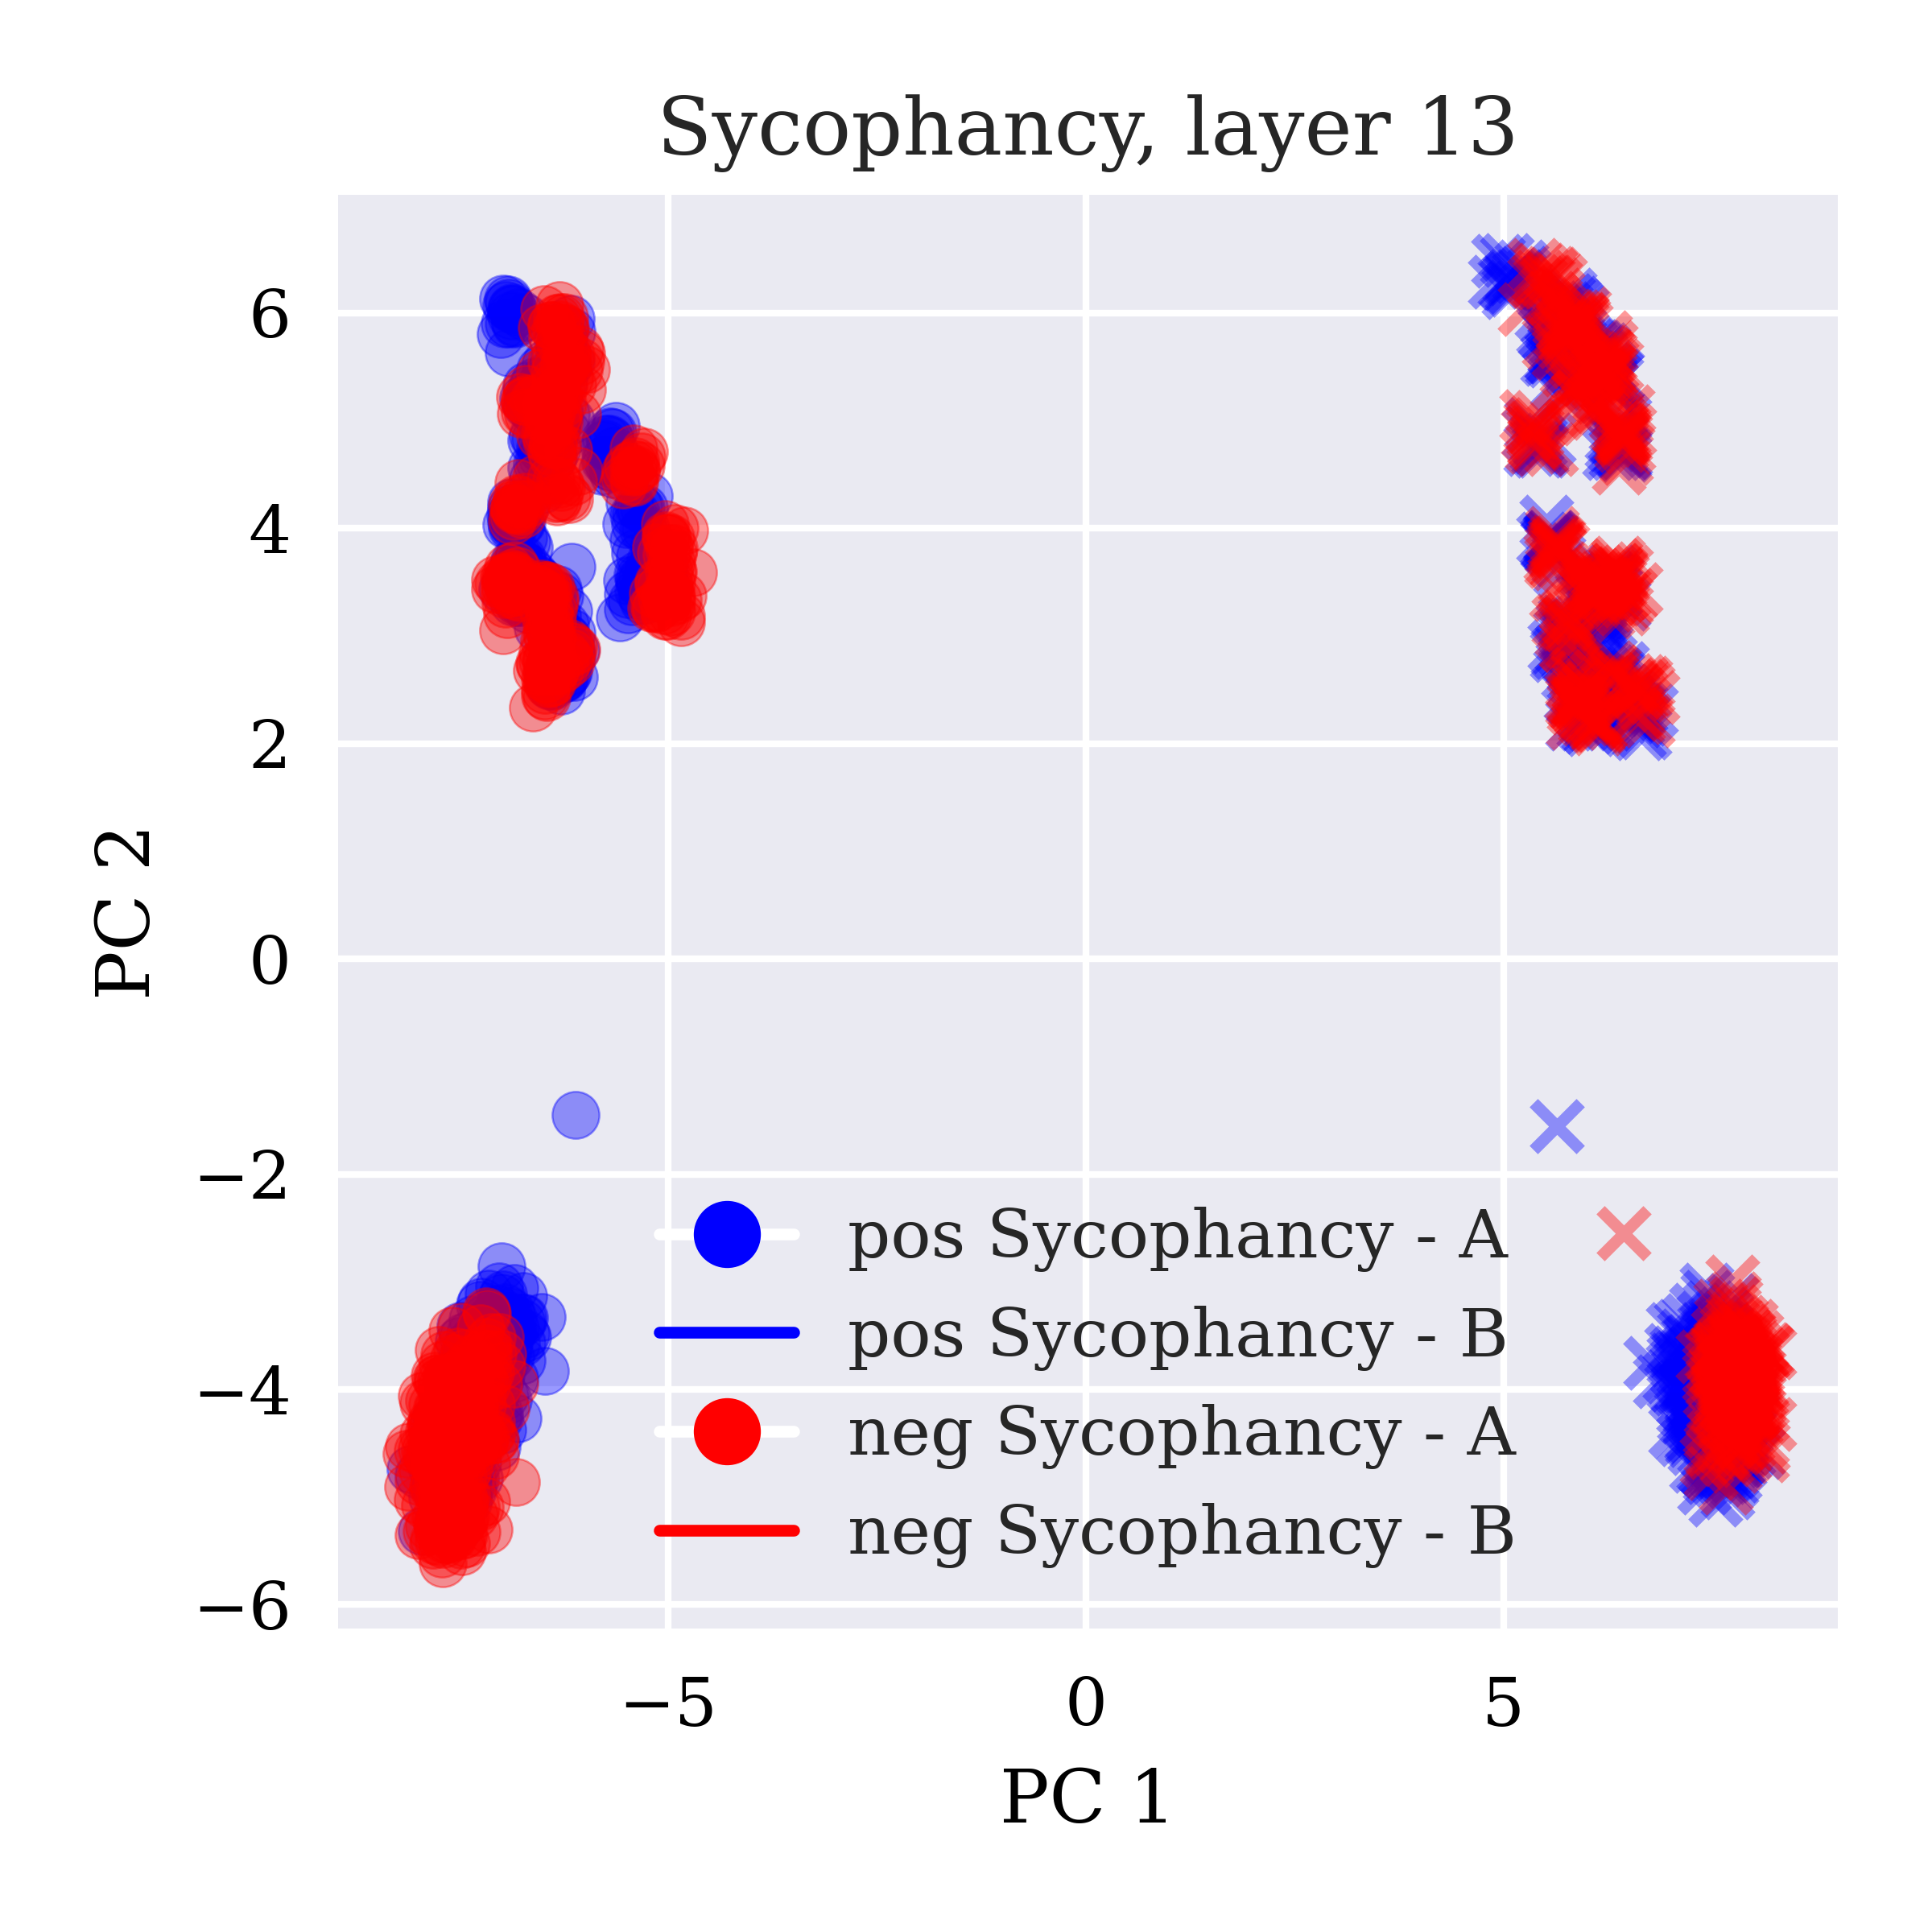 Sycophancy, layer 13
6
4
2
0
−2
−4
−6
PC 2
pos Sycophancy - A
pos Sycophancy - B
neg Sycophancy - A
neg Sycophancy - B
−5
0
5
PC 1